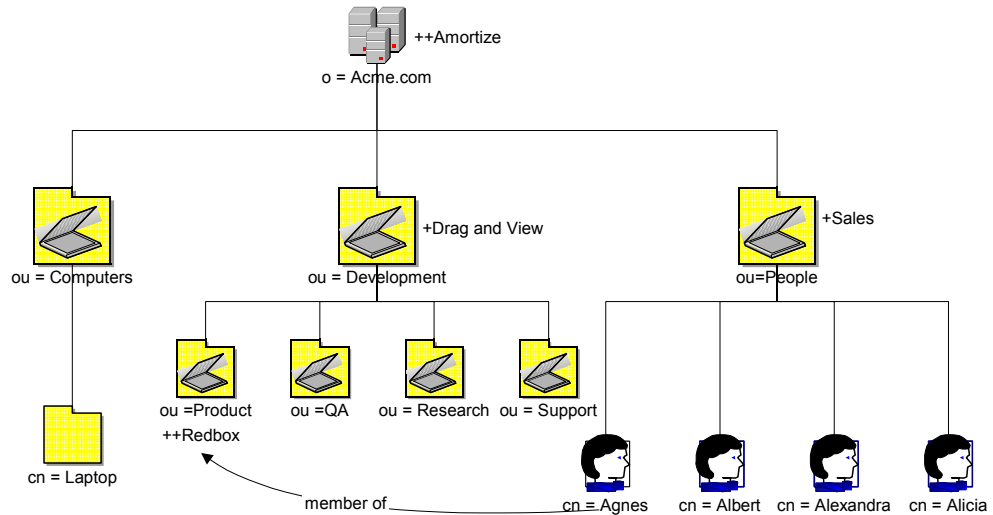 ++Amortize
o = Acme.com
+Drag and View
+Sales
ou = Computers
ou = Development
ou=People
ou =Product
ou =QA
ou = Research
ou = Support
++Redbox
cn = Laptop
member of
cn = Agnes
cn = Albert
cn = Alexandra
cn = Alicia